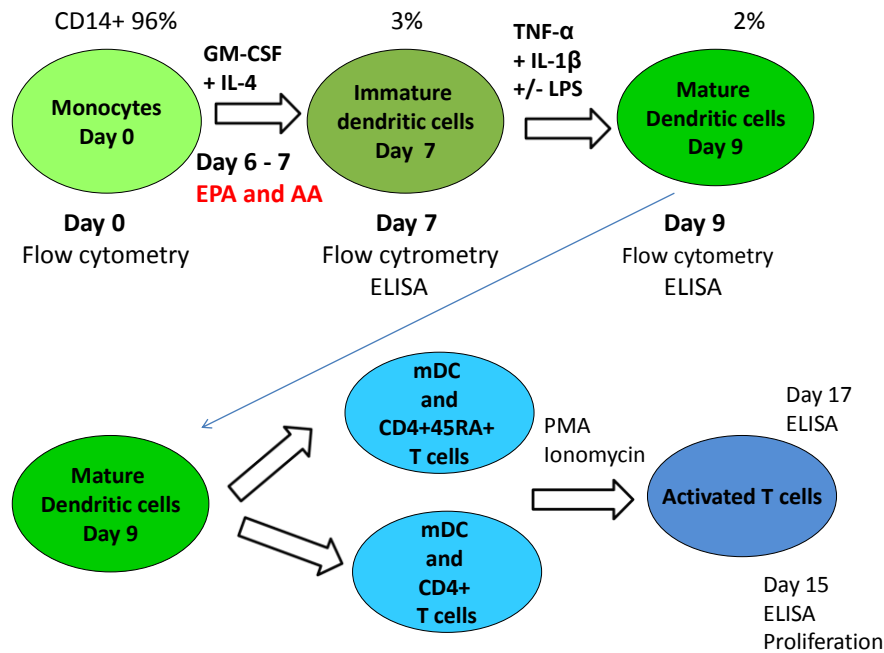 CD14+ 96%
3%
2%
GM-CSF
+ IL-4
TNF-α
+ IL-1β
+/- LPS
Monocytes
Day 0
Immature
dendritic cells
Day 7
Mature
Dendritic cells
Day 9
Day 6 - 7
EPA and AA
Day 0
Flow cytometry
Day 7
Flow cytrometry
ELISA
Day 9
Flow cytometry
ELISA
Mature
Dendritic cells
Day 9
mDC
and
CD4+45RA+
T cells
mDC
and
CD4+
T cells
PMA
Ionomycin
Activated T cells
Day 17
ELISA
Day 15
ELISA
Proliferation